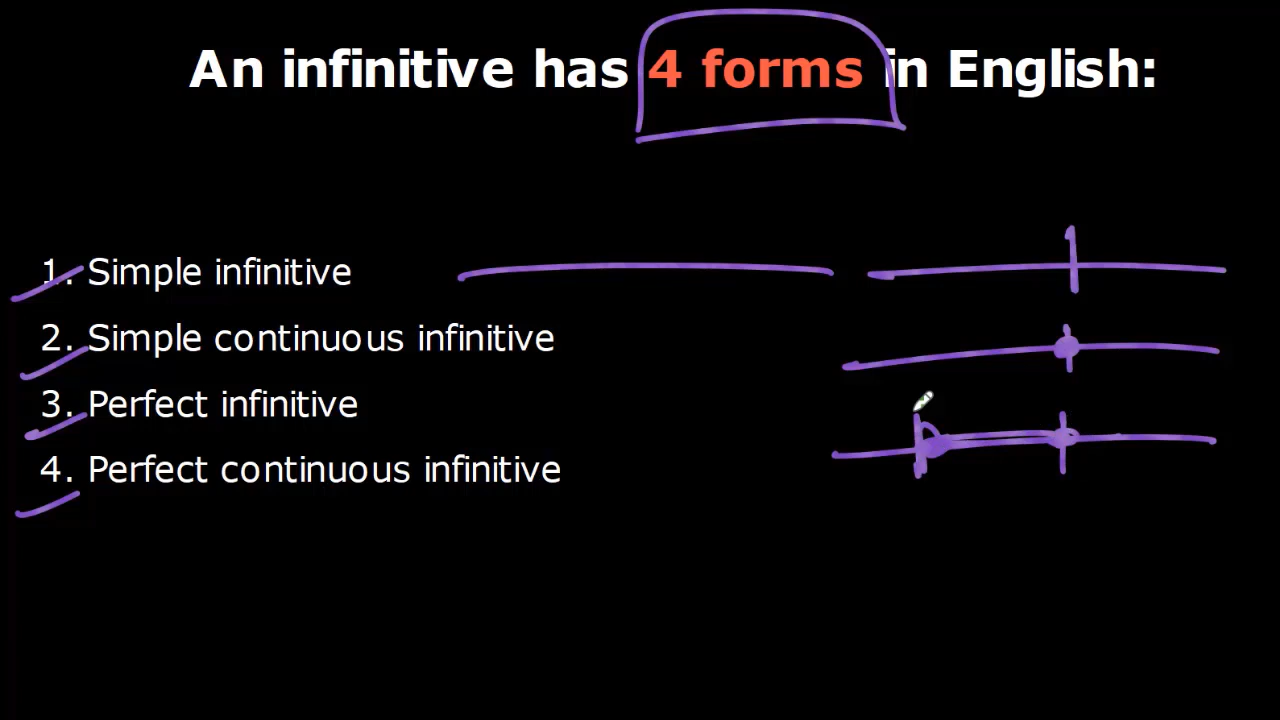 An infinitive has 4 forms in English:
1. Simple infinitive
2. Simple continuous infinitive
3. Perfect infinitive
4. Perfect continuous infinitive